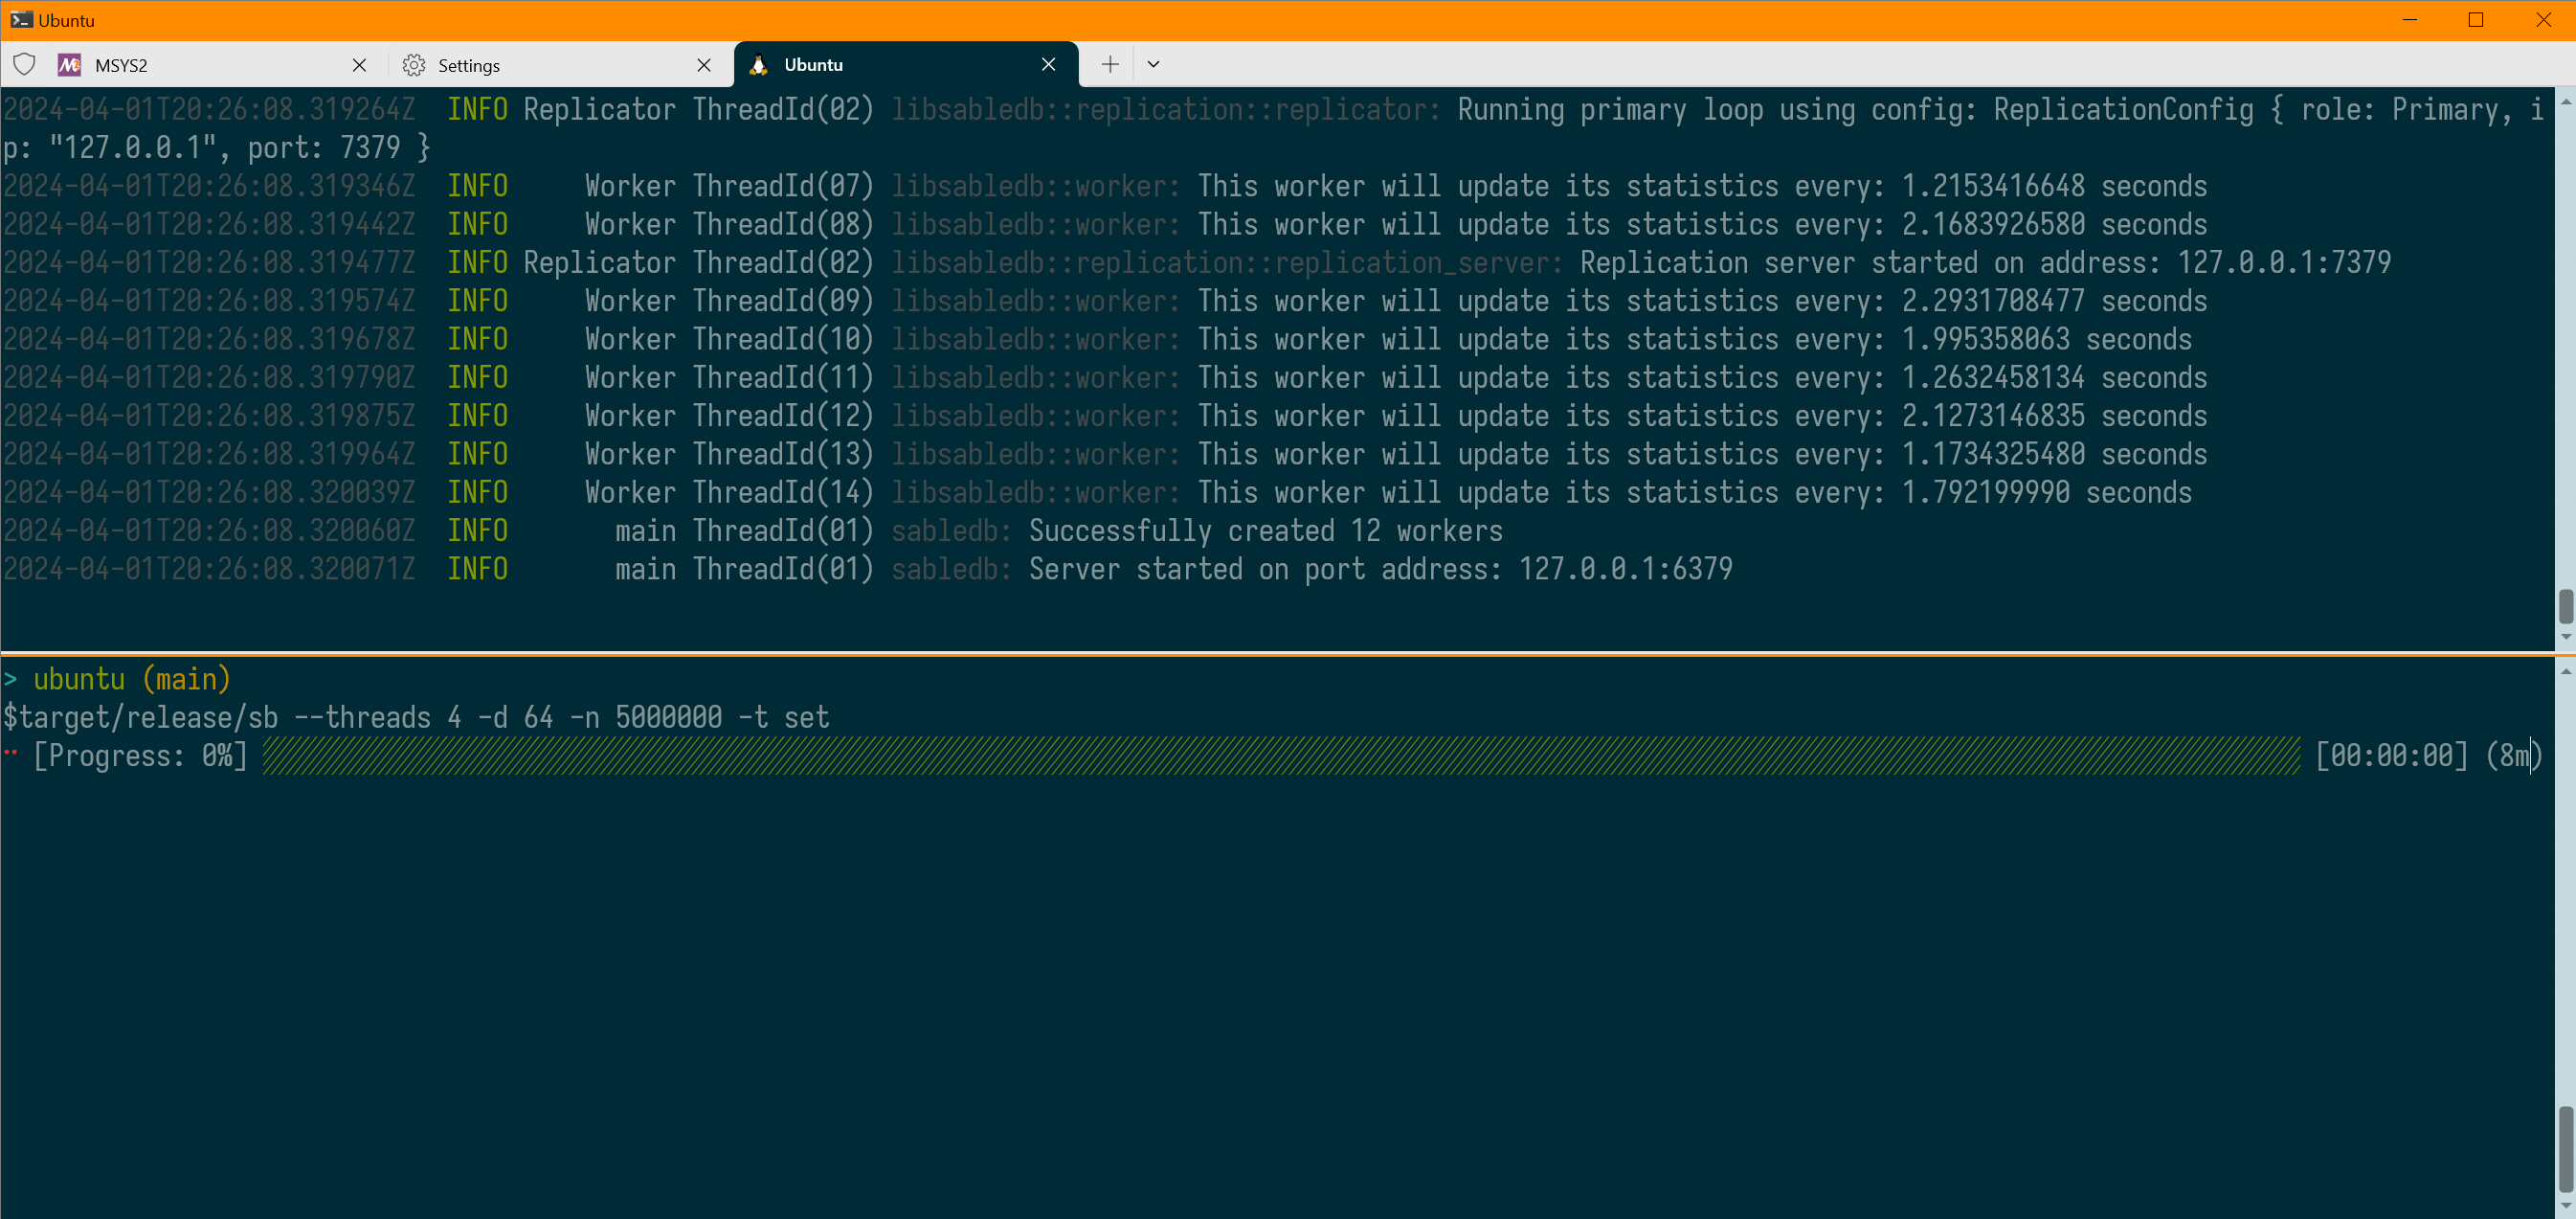 Ubuntu
MSYS2 Settings Ubuntu
2024-04-01T20:26:08.319264Z  INFO Replicator ThreadId(02) libsabledb::replication::replicator: Running primary loop using config: ReplicationConfig { role: Primary, i
p: "127.0.0.1", port: 7379 }
2024-04-01T20:26:08.319346Z  INFO     Worker ThreadId(07) libsabledb::worker: This worker will update its statistics every: 1.2153416648 seconds
2024-04-01T20:26:08.319442Z  INFO     Worker ThreadId(08) libsabledb::worker: This worker will update its statistics every: 2.1683926580 seconds
2024-04-01T20:26:08.319477Z  INFO Replicator ThreadId(02) libsabledb::replication::replication_server: Replication server started on address: 127.0.0.1:7379
2024-04-01T20:26:08.319574Z  INFO     Worker ThreadId(09) libsabledb::worker: This worker will update its statistics every: 2.2931708477 seconds
2024-04-01T20:26:08.319678Z  INFO     Worker ThreadId(10) libsabledb::worker: This worker will update its statistics every: 1.995358063 seconds
2024-04-01T20:26:08.319790Z  INFO     Worker ThreadId(11) libsabledb::worker: This worker will update its statistics every: 1.2632458134 seconds
2024-04-01T20:26:08.319875Z  INFO     Worker ThreadId(12) libsabledb::worker: This worker will update its statistics every: 2.1273146835 seconds
2024-04-01T20:26:08.319964Z  INFO     Worker ThreadId(13) libsabledb::worker: This worker will update its statistics every: 1.1734325480 seconds
2024-04-01T20:26:08.320039Z  INFO     Worker ThreadId(14) libsabledb::worker: This worker will update its statistics every: 1.792199990 seconds
2024-04-01T20:26:08.320060Z  INFO       main ThreadId(01) sabledb: Successfully created 12 workers
2024-04-01T20:26:08.320071Z  INFO       main ThreadId(01) sabledb: Server started on port address: 127.0.0.1:6379
> ubuntu (main)
$target/release/sb --threads 4 -d 64 -n 5000000 -t set
[Progress: 0%] [00:00:00] (8m)